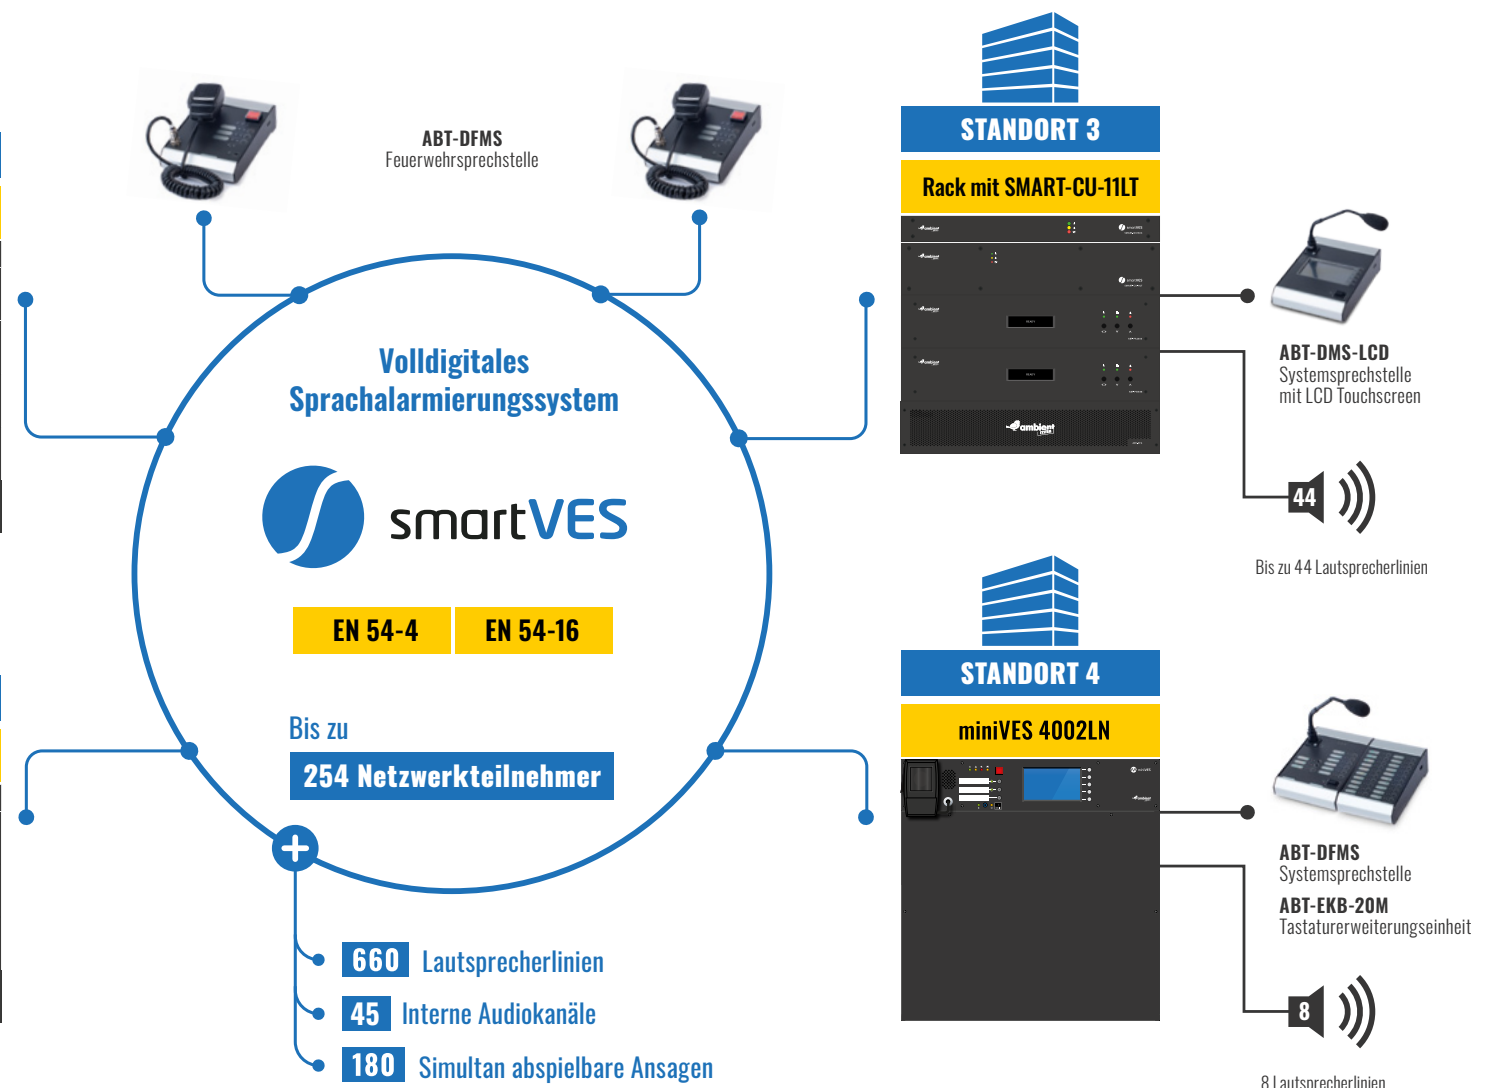 ABT-DFMS
Feuerwehrsprechstelle
Volldigitales
Sprachalarmierungssystem
smartVES
EN 54-4
EN 54-16
Bis zu
254 Netzwerkteilnehmer
660 Lautsprecherlinien
45 Interne Audiokanäle
180 Simultan abspielbare Ansagen
STANDORT 3
Rack mit SMART-CU-11LT
ambient
ABT-DMS-LCD
Systemsprechstelle
mit LCD Touchscreen
44
Bis zu 44 Lautsprecherlinien
STANDORT 4
miniVES 4002LN
ABT-DFMS
Systemsprechstelle
ABT-EKB-20M
Tastaturerweiterungseinheit
8
8 Lautsprecherlinien